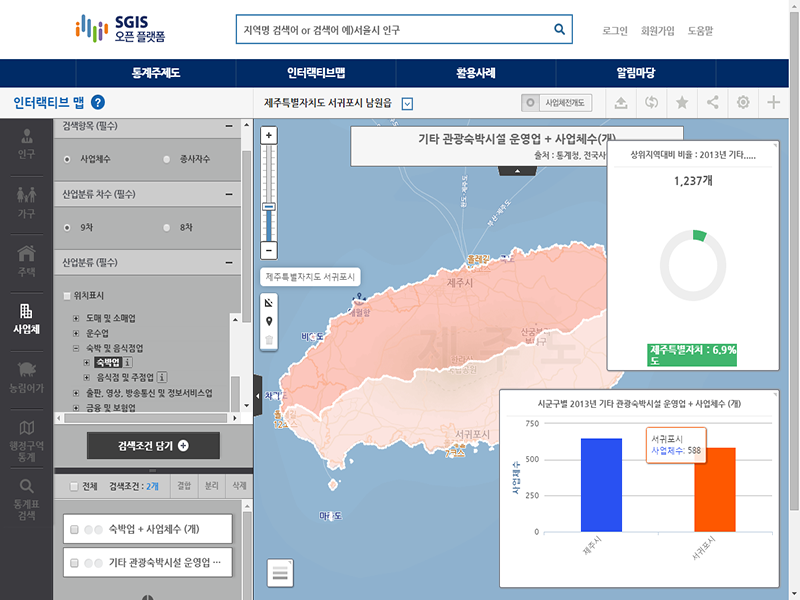 SGIS
오픈 플랫폼
지역명 검색어 or 검색어 예)서울시 인구
로그인 회원가입 도움말
통계주제도 인터랙티브맵 활용사례 알림마당
인터랙티브 맵 ?
제주특별자치도 서귀포시 남원읍
사업체전개도
인구
가구
주택
사업체
농림어가
행정구역
통계
통계표
검색
검색항목 (필수)
사업체수 종사자수
산업분류 차수 (필수)
9차 8차
산업분류 (필수)
위치표시
도매 및 소매업
운수업
숙박 및 음식점업
숙박업 i
음식점 및 주점업 i
출판, 영상, 방송통신 및 정보서비스업
금융 및 보험업
검색조건 담기
전체 검색조건 : 2개 결합 분리 삭제
숙박업 + 사업체수 (개)
기타 관광숙박시설 운영업 ···
기타 관광숙박시설 운영업 + 사업체수(개)
출처 : 통계청, 전국사
제주특별자치도 서귀포시
제주시
서귀포시
제주도
마라도
상위지역대비 비율 : 2013년 기타.....
1,237개
제주특별자치 : 6.9%
도
시군구별 2013년 기타 관광숙박시설 운영업 + 사업체수 (개)
750
500
250
0
사업체수
서귀포시
사업체수: 588
제주시
서귀포시